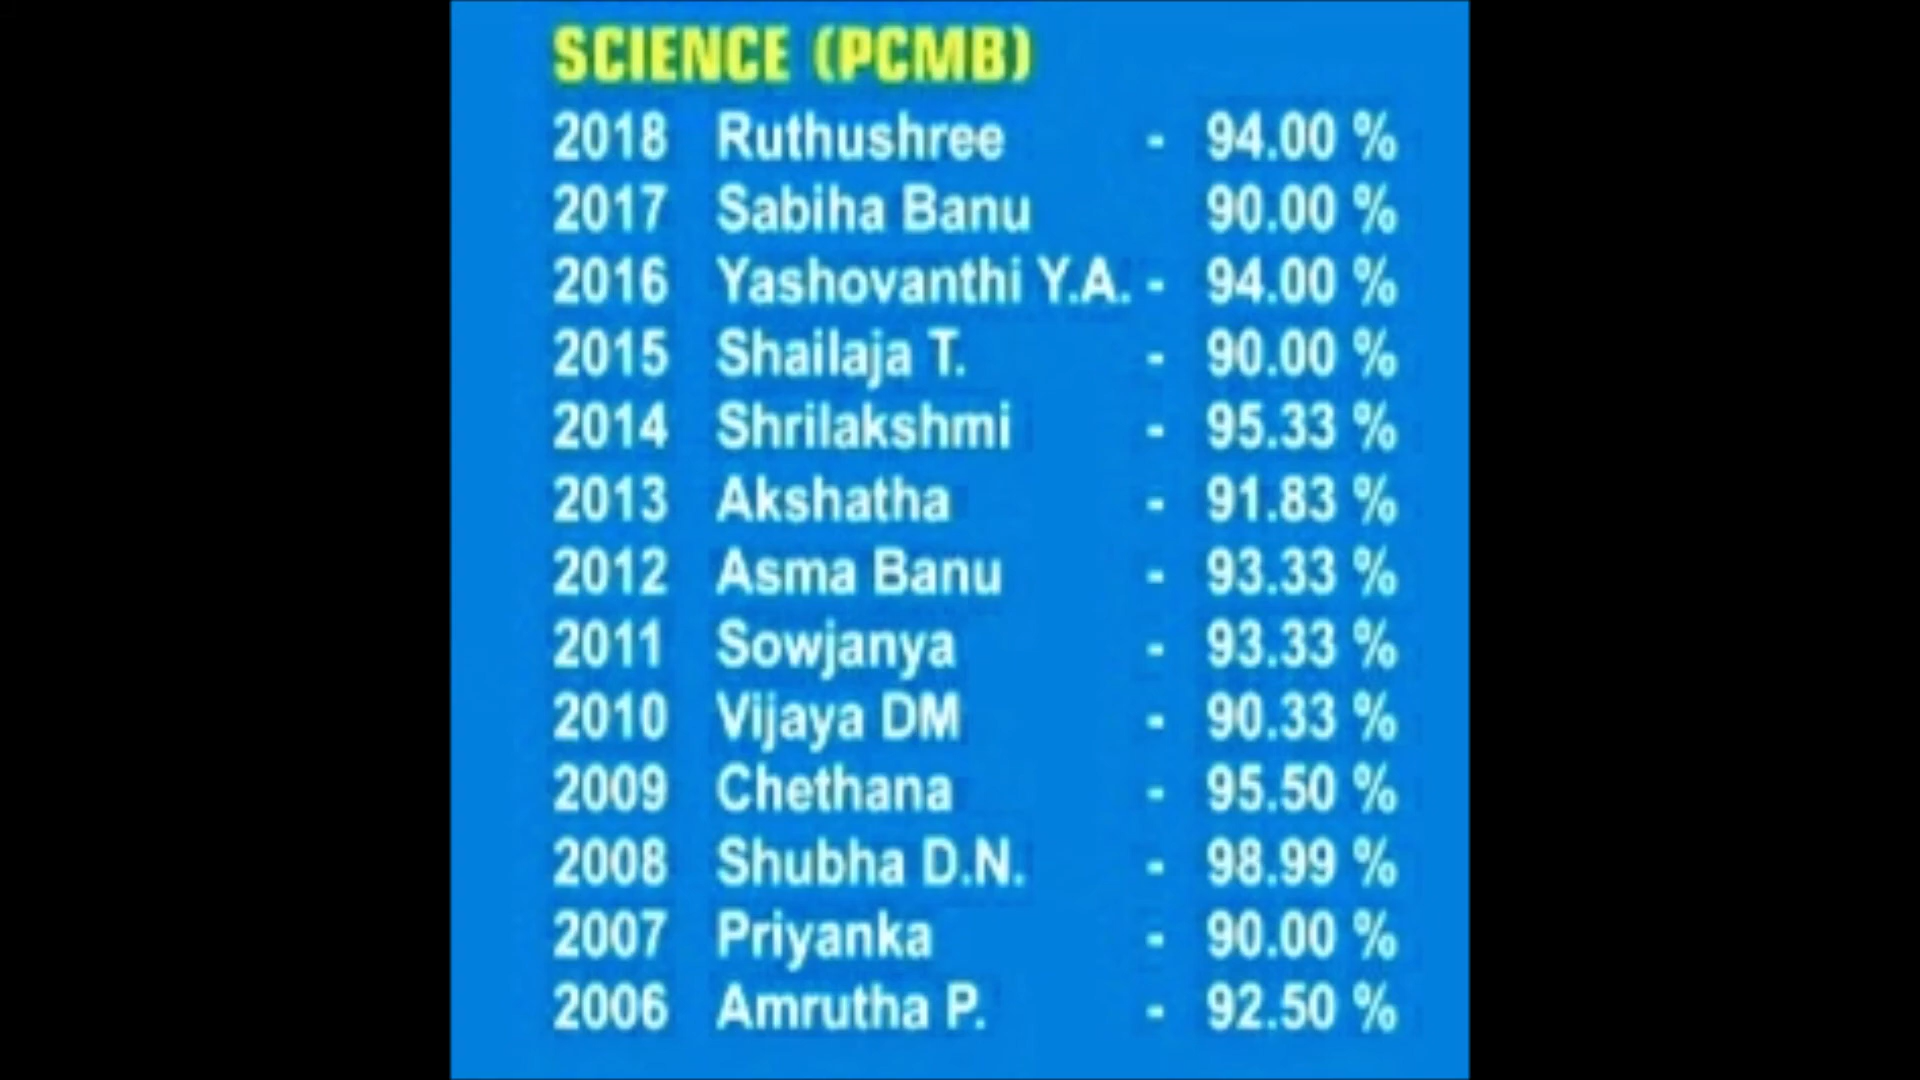 SCIENCE (PCMB)
2018 Ruthushree - 94.00 %
2017 Sabiha Banu 90.00 %
2016 Yashovanthi Y.A. - 94.00 %
2015 Shailaja T. - 90.00 %
2014 Shrilakshmi - 95.33 %
2013 Akshatha - 91.83 %
2012 Asma Banu - 93.33 %
2011 Sowjanya - 93.33 %
2010 Vijaya DM - 90.33 %
2009 Chethana - 95.50 %
2008 Shubha D.N. - 98.99 %
2007 Priyanka - 90.00 %
2006 Amrutha P. - 92.50 %